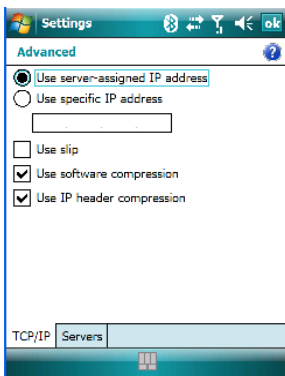 Settings
ok
Advanced
?
Use server-assigned IP address
Use specific IP address
. . .
Use slip
Use software compression
Use IP header compression
TCP/IP Servers